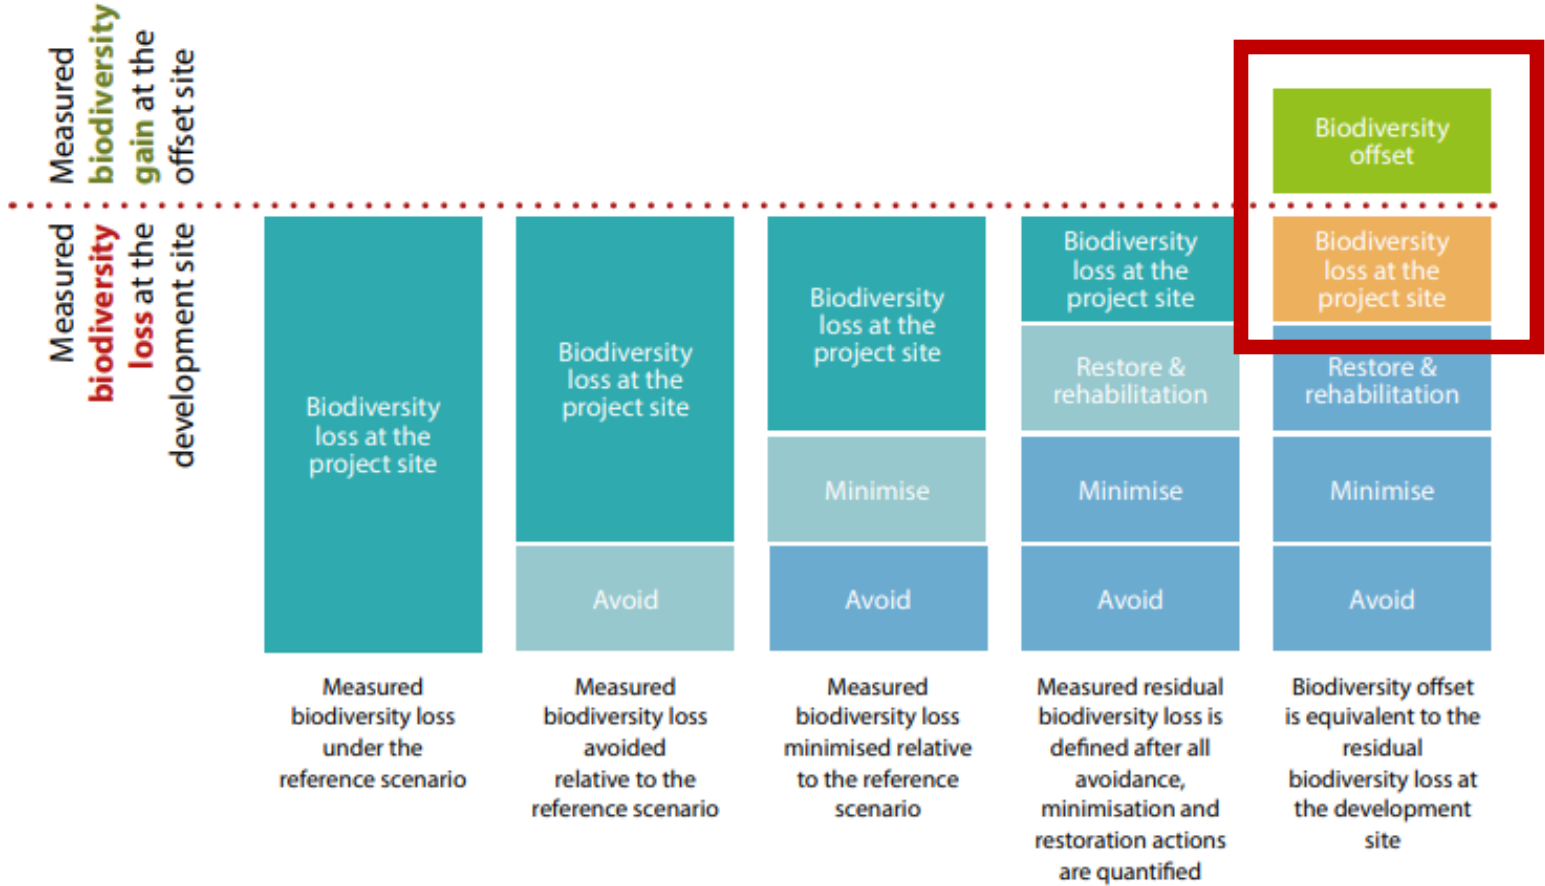 Measured
biodiversity
gain at the
offset site
Measured
biodiversity
loss at the
development site
Biodiversity
loss at the
project site
Measured
biodiversity loss
under the
reference scenario
Biodiversity
loss at the
project site
Avoid
Measured
biodiversity loss
avoided
relative to the
reference scenario
Biodiversity
loss at the
project site
Minimise
Avoid
Measured
biodiversity loss
minimised relative
to the reference
scenario
Biodiversity
loss at the
project site
Restore &
rehabilitation
Minimise
Avoid
Measured residual
biodiversity loss is
defined after all
avoidance,
minimisation and
restoration actions
are quantified
Biodiversity
offset
Biodiversity
loss at the
project site
Restore &
rehabilitation
Minimise
Avoid
Biodiversity offset
is equivalent to the
residual
biodiversity loss at
the development
site